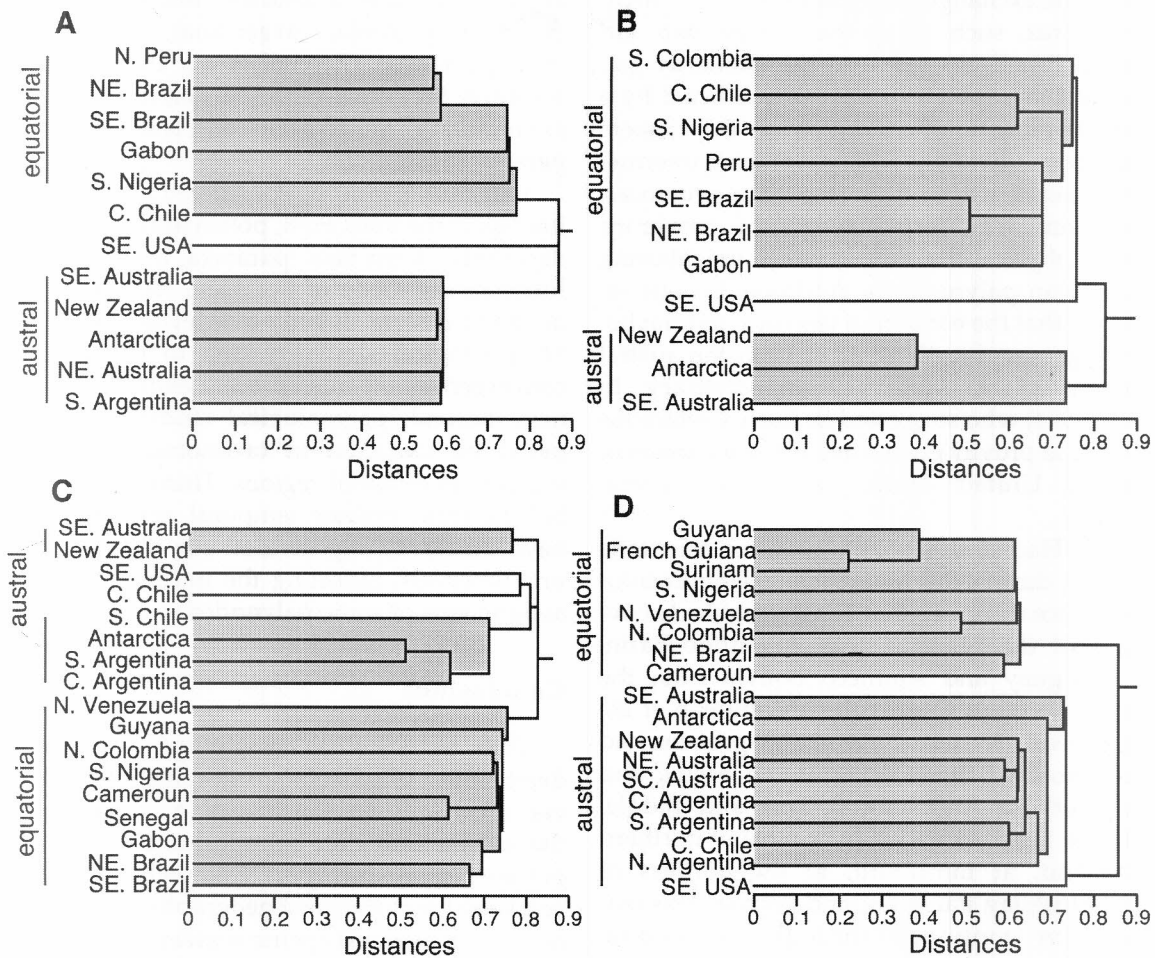 A
equatorial
N. Peru
NE. Brazil
SE. Brazil
Gabon
S. Nigeria
C. Chile
SE. USA
austral
SE. Australia
New Zealand
Antarctica
NE. Australia
S. Argentina
0 0.1 0.2 0.3 0.4 0.5 0.6 0.7 0.8 0.9
Distances
B
equatorial
S. Colombia
C. Chile
S. Nigeria
Peru
SE. Brazil
NE. Brazil
Gabon
SE. USA
austral
New Zealand
Antarctica
SE. Australia
0 0.1 0.2 0.3 0.4 0.5 0.6 0.7 0.8 0.9
Distances
C
austral
SE. Australia
New Zealand
SE. USA
C. Chile
S. Chile
Antarctica
S. Argentina
C. Argentina
equatorial
N. Venezuela
Guyana
N. Colombia
S. Nigeria
Cameroun
Senegal
Gabon
NE. Brazil
SE. Brazil
0 0.1 0.2 0.3 0.4 0.5 0.6 0.7 0.8 0.9
Distances
D
equatorial
Guyana
French Guiana
Surinam
S. Nigeria
N. Venezuela
N. Colombia
NE. Brazil
Cameroun
austral
SE. Australia
Antarctica
New Zealand
NE. Australia
SC. Australia
C. Argentina
S. Argentina
C. Chile
N. Argentina
SE. USA
0 0.1 0.2 0.3 0.4 0.5 0.6 0.7 0.8 0.9
Distances